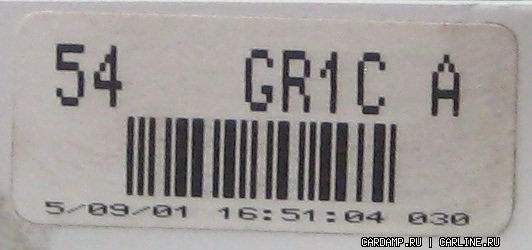 54 GR1C A
5/09/01 16:51:04 030
CARDAMP.RU | CARLINE.RU